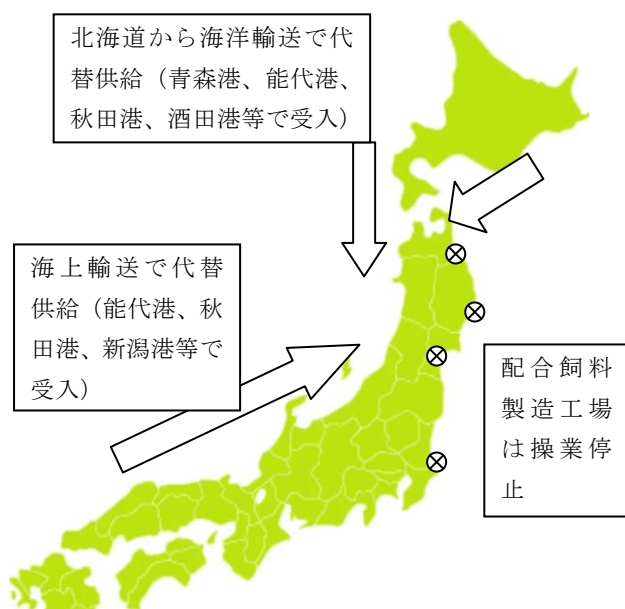 北海道から海洋輸送で代
替供給（青森港、能代港、
秋田港、酒田港等で受入）
海上輸送で代替
供給（能代港、秋
田港、新潟港等で
受入）
配合飼料
製造工場
は操業停
止